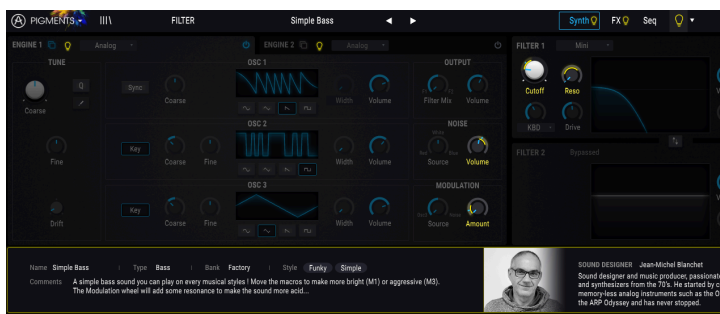 PIGMENTS
FILTER
Simple Bass
Synth
FX
Seq
ENGINE 1
Analog
ENGINE 2
Analog
TUNE
Coarse
Q
Fine
Drift
OSC 1
Sync
Coarse
Width
Volume
OSC 2
Key
Coarse
Fine
Width
Volume
OSC 3
Key
Coarse
Fine
Width
Volume
OUTPUT
Filter Mix
Volume
NOISE
White
Red
Blue
Source
Volume
MODULATION
Source
Amount
FILTER 1
Mini
Cutoff
Reso
KBD
Drive
FILTER 2
Bypassed
Name Simple Bass
Type Bass
Bank Factory
Style Funky Simple
Comments A simple bass sound you can play on every musical styles ! Move the macros to make more bright (M1) or aggressive (M3).
The Modulation wheel will add some resonance to make the sound more acid...
SOUND DESIGNER Jean-Michel Blanchet
Sound designer and music producer, passionat
and synthesizers from the 70's. He started by c
memory-less analog instruments such as the O
the ARP Odyssey and has never stopped.